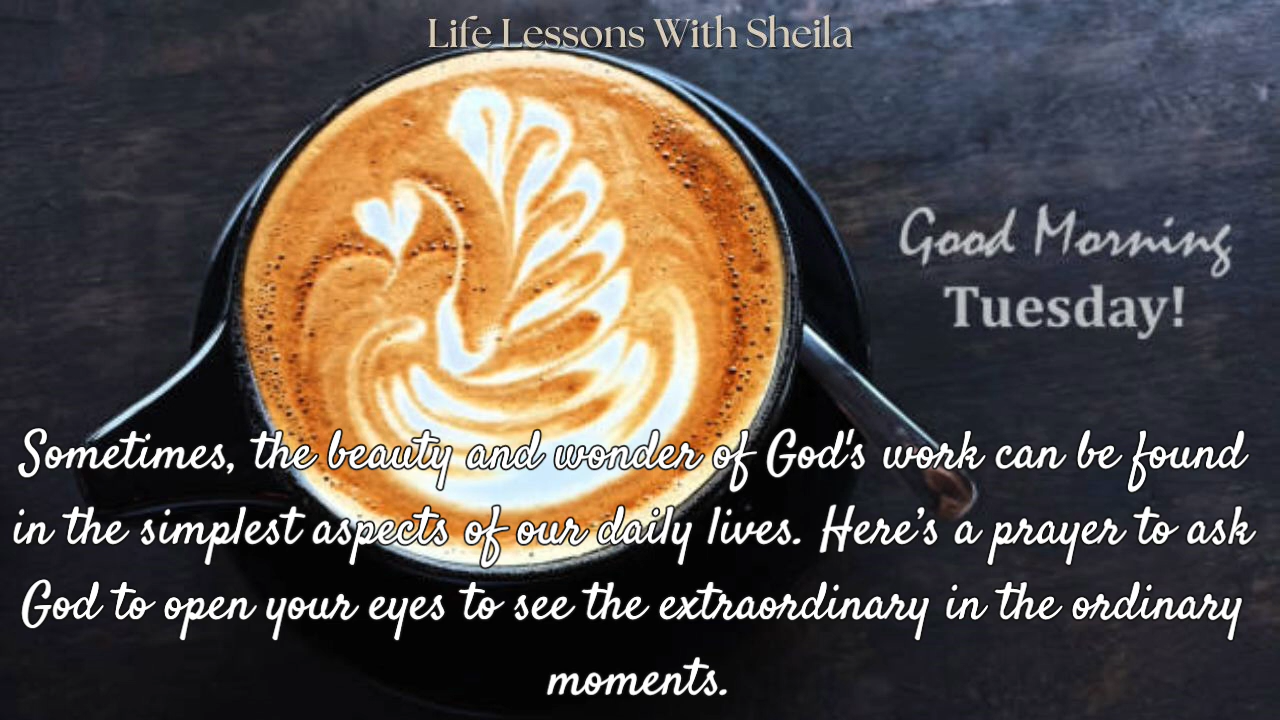 Life Lessons With Sheila
Good Morning
Tuesday!
Sometimes, the beauty and wonder of God's work can be found
in the simplest aspects of our daily lives. Here’s a prayer to ask
God to open your eyes to see the extraordinary in the ordinary
moments.